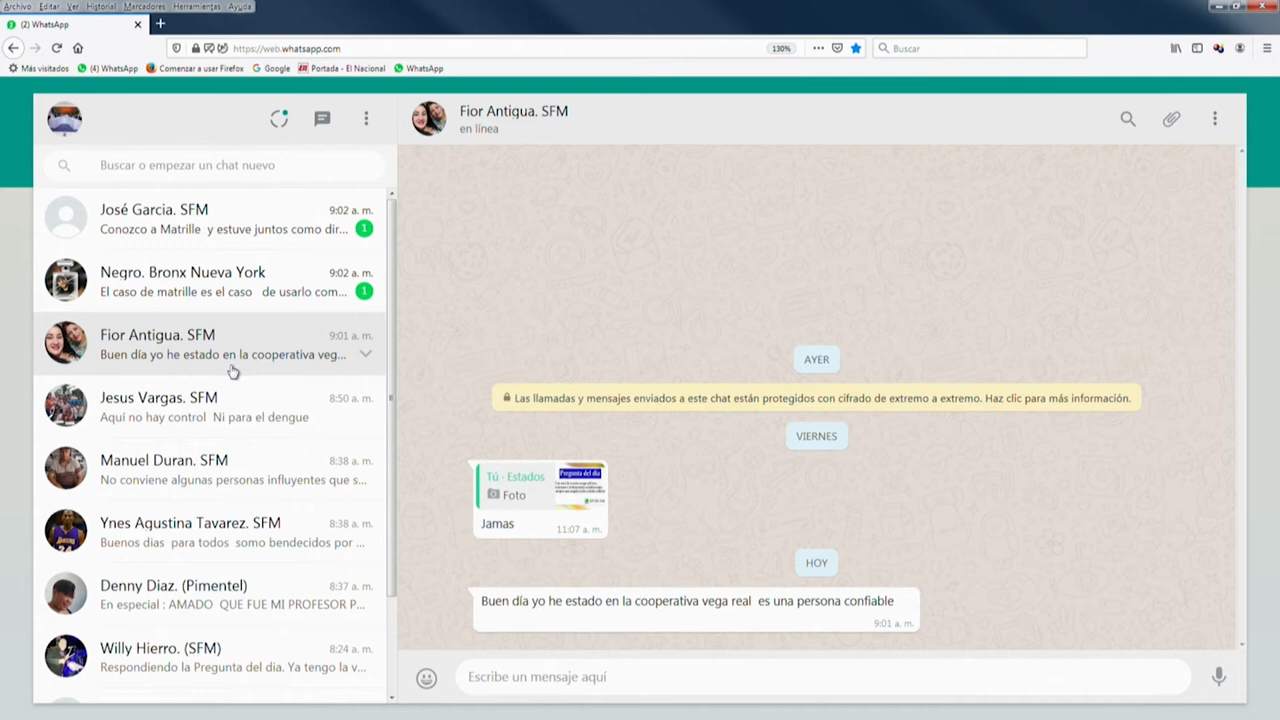 Archivo Editar Ver Historial Marcadores Herramientas Ayuda
(2) WhatsApp
https://web.whatsapp.com
130%
Buscar
Más visitados
(4) WhatsApp
Comenzar a usar Firefox
Google
Portada - El Nacional
WhatsApp
Buscar o empezar un chat nuevo
José Garcia. SFM 9:02 a. m.
Conozco a Matrille y estuve juntos como dir... 1
Negro. Bronx Nueva York 9:02 a. m.
El caso de matrille es el caso de usarlo com... 1
Fior Antigua. SFM 9:01 a. m.
Buen día yo he estado en la cooperativa veg...
Jesus Vargas. SFM 8:50 a. m.
Aquí no hay control Ni para el dengue
Manuel Duran. SFM 8:38 a. m.
No conviene algunas personas influyentes que s...
Ynes Agustina Tavarez. SFM 8:38 a. m.
Buenos dias para todos somo bendecidos por ...
Denny Diaz. (Pimentel) 8:37 a. m.
En especial : AMADO QUE FUE MI PROFESOR P...
Willy Hierro. (SFM) 8:24 a. m.
Respondiendo la Pregunta del dia. Ya tengo la v...
Fior Antigua. SFM
en línea
AYER
Las llamadas y mensajes enviados a este chat están protegidos con cifrado de extremo a extremo. Haz clic para más información.
VIERNES
Tú · Estados
Foto
Pregunta del dia
Jamas
11:07 a. m.
HOY
Buen día yo he estado en la cooperativa vega real es una persona confiable
9:01 a. m.
Escribe un mensaje aquí